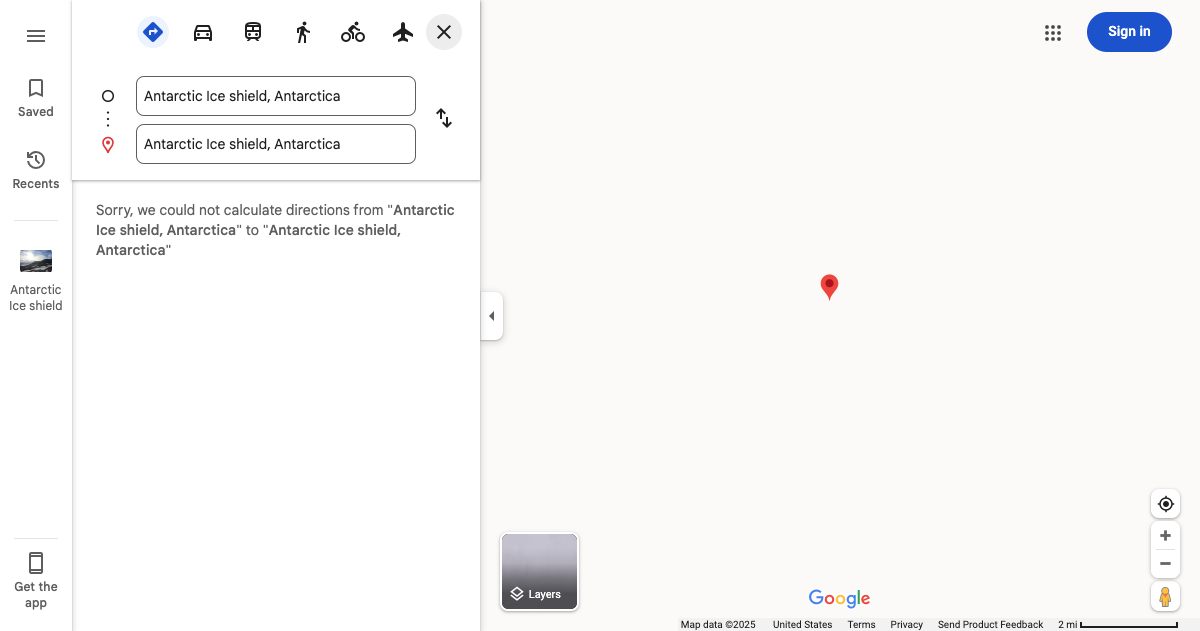 Saved
Recents
Antarctic
Ice shield
Get the
app
Antarctic Ice shield, Antarctica
Antarctic Ice shield, Antarctica
Sorry, we could not calculate directions from "Antarctic
Ice shield, Antarctica" to "Antarctic Ice shield,
Antarctica"
Sign in
Layers
Google
Map data ©2025 United States Terms Privacy Send Product Feedback 2 mi